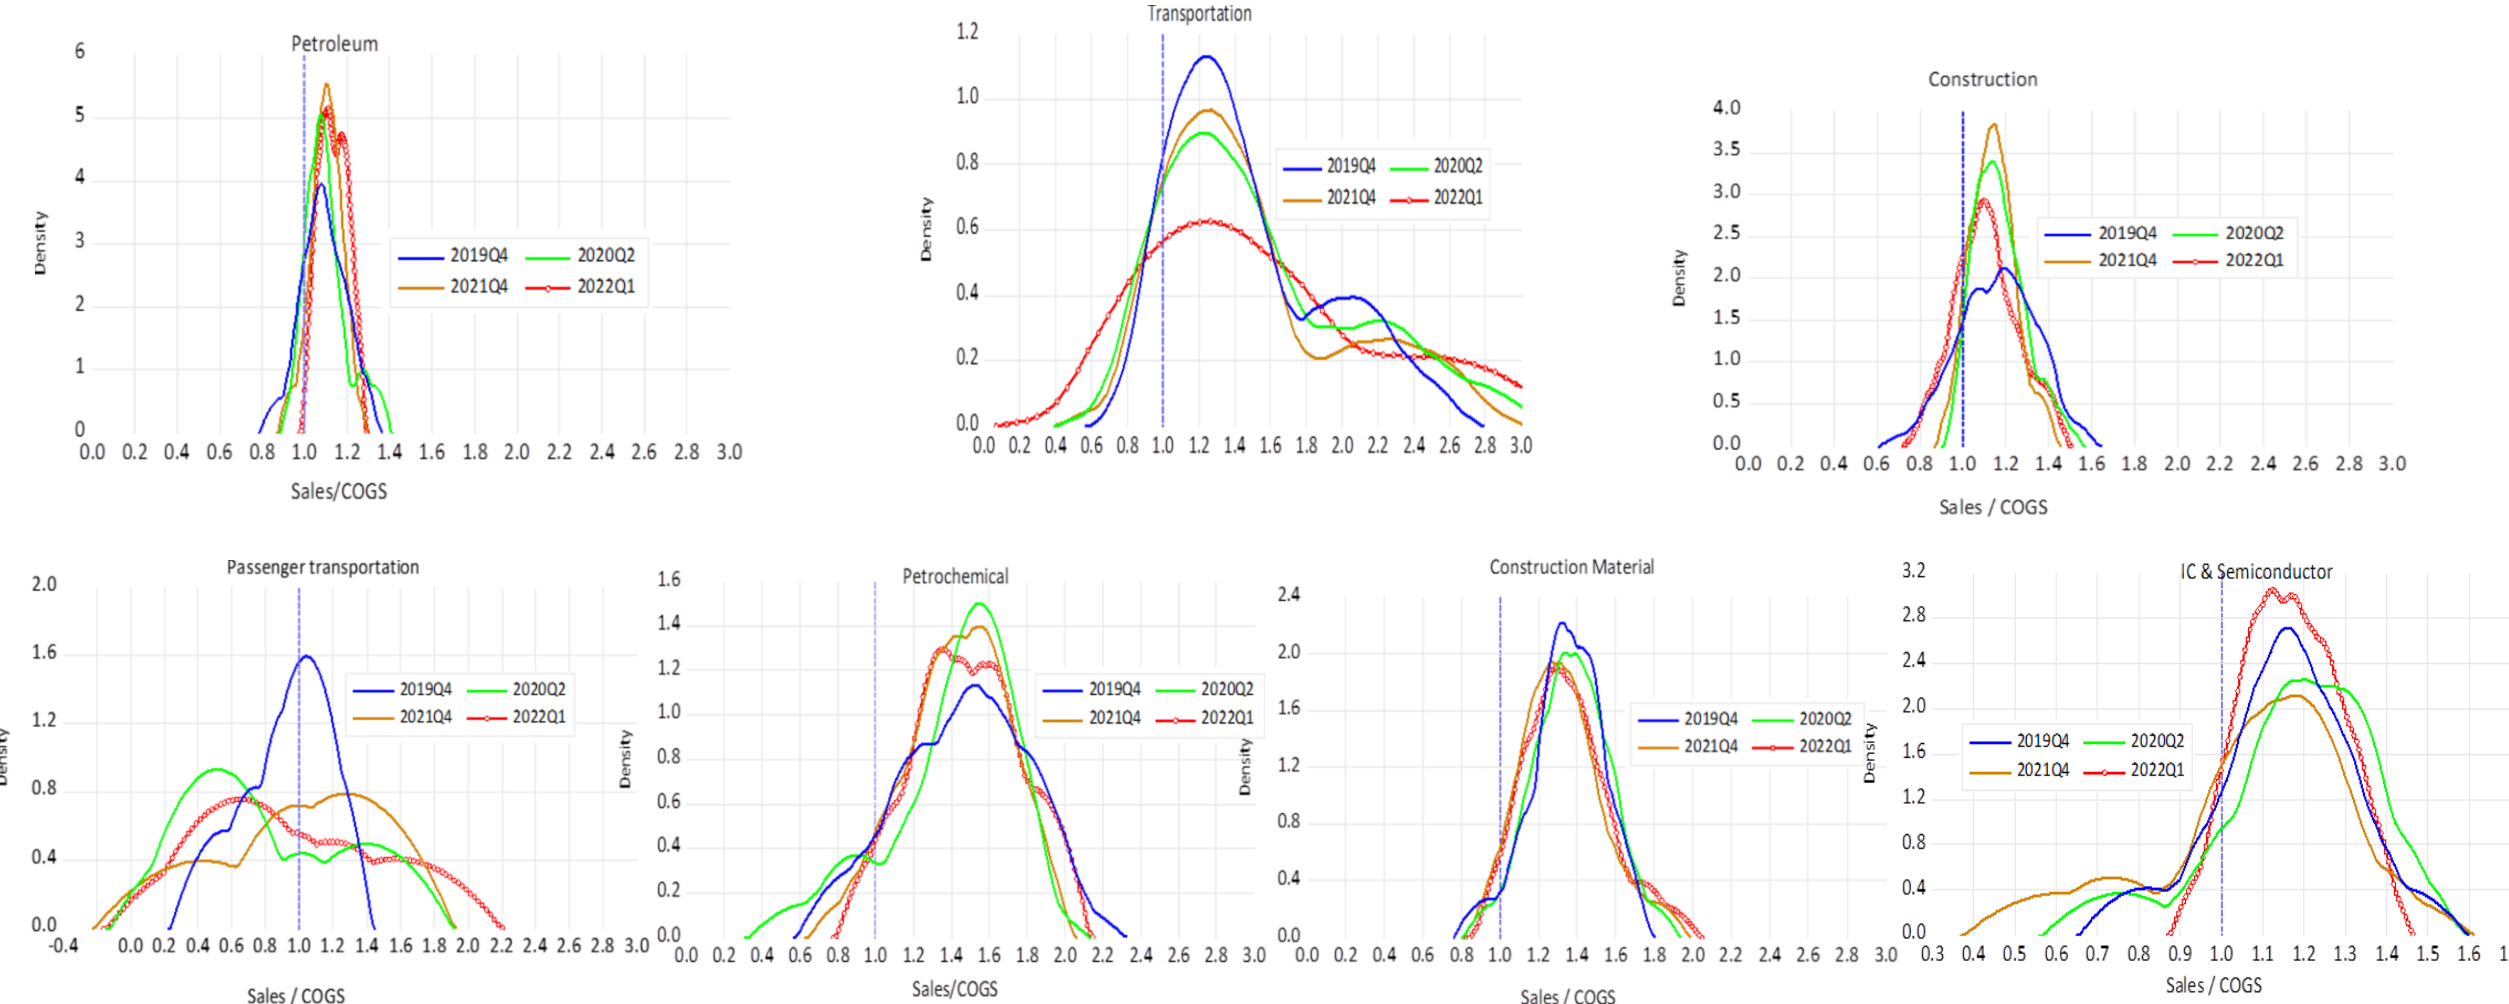 Petroleum
6
5
4
3
2
1
0
Density
2019Q4 2020Q2
2021Q4 2022Q1
0.0 0.2 0.4 0.6 0.8 1.0 1.2 1.4 1.6 1.8 2.0 2.2 2.4 2.6 2.8 3.0
Sales/COGS
Transportation
1.2
1.0
0.8
0.6
0.4
0.2
0.0
Density
2019Q4 2020Q2
2021Q4 2022Q1
0.0 0.2 0.4 0.6 0.8 1.0 1.2 1.4 1.6 1.8 2.0 2.2 2.4 2.6 2.8 3.0
Construction
4.0
3.5
3.0
2.5
2.0
1.5
1.0
0.5
0.0
Density
2019Q4 2020Q2
2021Q4 2022Q1
0.0 0.2 0.4 0.6 0.8 1.0 1.2 1.4 1.6 1.8 2.0 2.2 2.4 2.6 2.8 3.0
Sales / COGS
Passenger transportation
2.0
1.6
1.2
0.8
0.4
0.0
Density
2019Q4 2020Q2
2021Q4 2022Q1
-0.4 0.0 0.2 0.4 0.6 0.8 1.0 1.2 1.4 1.6 1.8 2.0 2.2 2.4 2.6 2.8 3.0
Sales / COGS
Petrochemical
1.6
1.4
1.2
1.0
0.8
0.6
0.4
0.2
0.0
Density
2019Q4 2020Q2
2021Q4 2022Q1
0.0 0.2 0.4 0.6 0.8 1.0 1.2 1.4 1.6 1.8 2.0 2.2 2.4 2.6 2.8 3.0
Sales/COGS
Construction Material
2.4
2.0
1.6
1.2
0.8
0.4
0.0
Density
2019Q4 2020Q2
2021Q4 2022Q1
0.0 0.2 0.4 0.6 0.8 1.0 1.2 1.4 1.6 1.8 2.0 2.2 2.4 2.6 2.8 3.0
Sales / COGS
IC & Semiconductor
3.2
2.8
2.4
2.0
1.6
1.2
0.8
0.4
0.0
Density
2019Q4 2020Q2
2021Q4 2022Q1
0.3 0.4 0.5 0.6 0.7 0.8 0.9 1.0 1.1 1.2 1.3 1.4 1.5 1.6 1
Sales / COGS